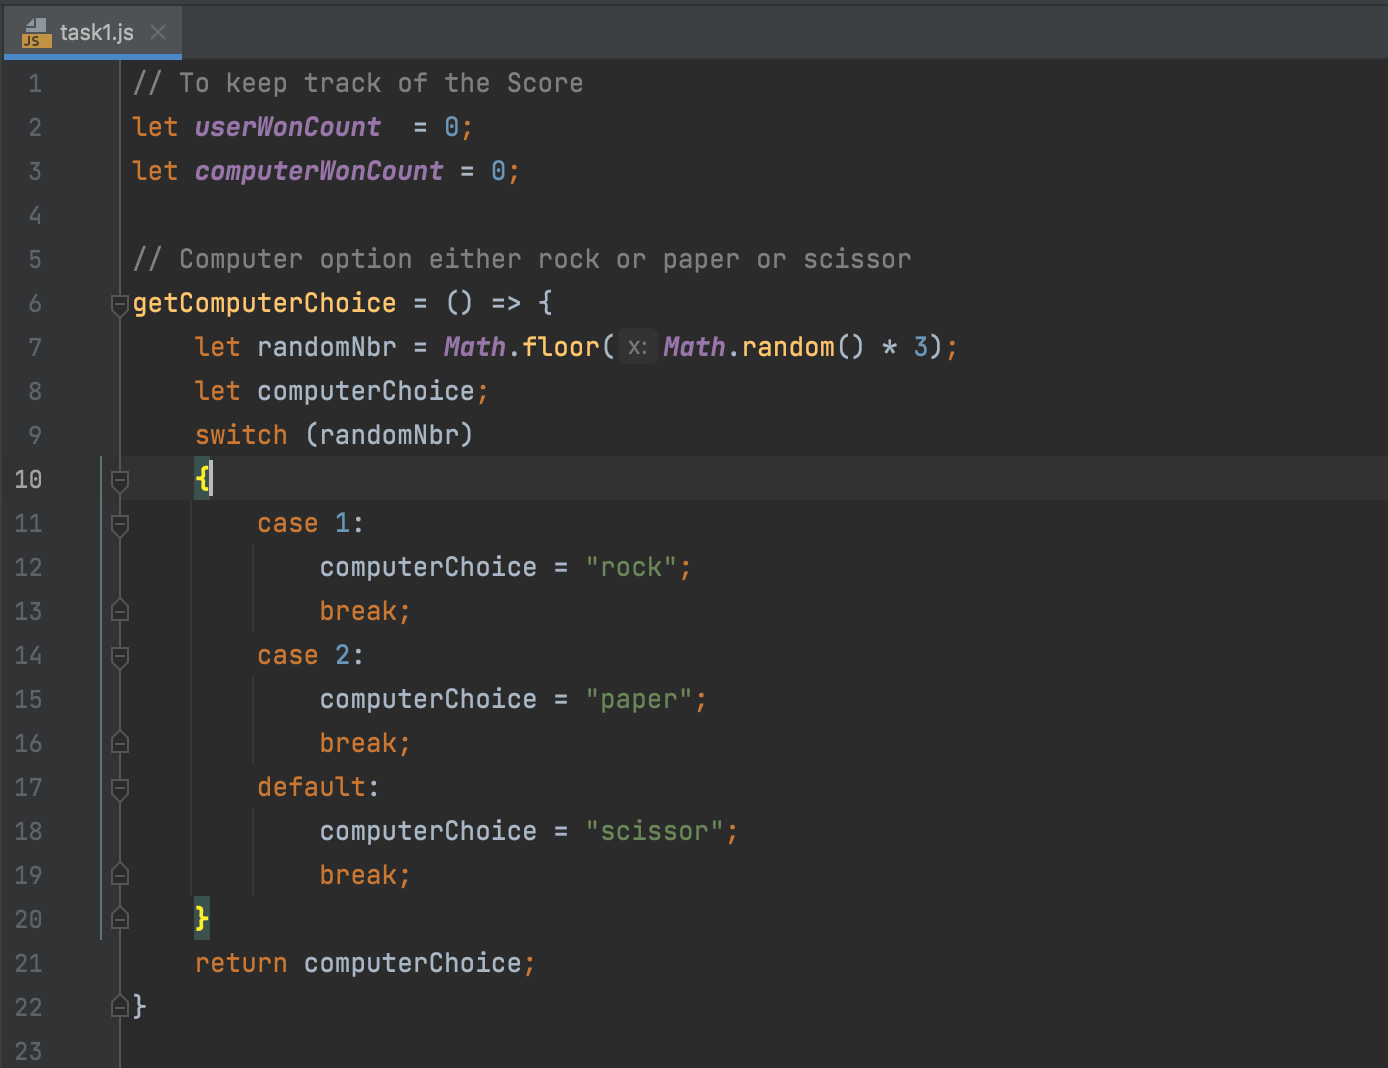 JS task1.js ×
1 // To keep track of the Score
2 let userWonCount  = 0;
3 let computerWonCount = 0;
4
5 // Computer option either rock or paper or scissor
6 getComputerChoice = () => {
7     let randomNbr = Math.floor( x: Math.random() * 3);
8     let computerChoice;
9     switch (randomNbr)
10     {
11         case 1:
12             computerChoice = "rock";
13             break;
14         case 2:
15             computerChoice = "paper";
16             break;
17         default:
18             computerChoice = "scissor";
19             break;
20     }
21     return computerChoice;
22 }
23